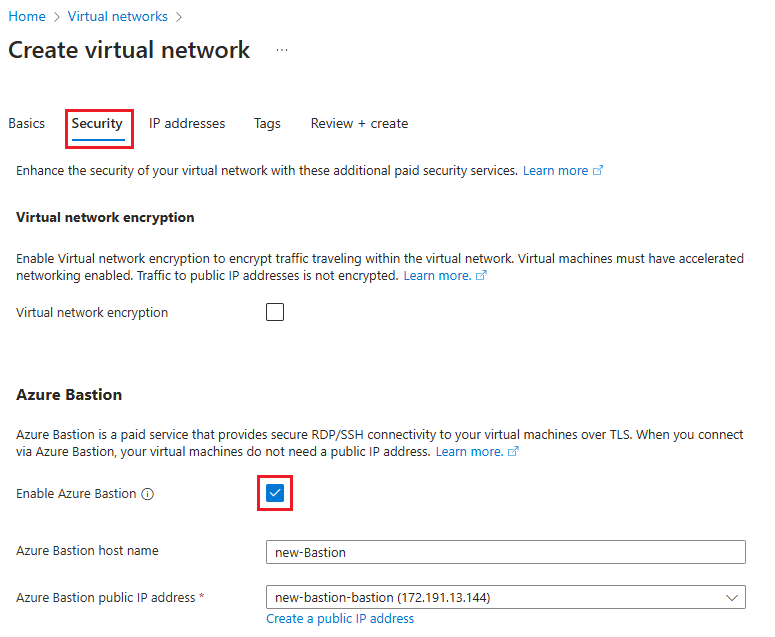 Home > Virtual networks >
Create virtual network ...
Basics Security IP addresses Tags Review + create
Enhance the security of your virtual network with these additional paid security services. Learn more
Virtual network encryption
Enable Virtual network encryption to encrypt traffic traveling within the virtual network. Virtual machines must have accelerated
networking enabled. Traffic to public IP addresses is not encrypted. Learn more.
Virtual network encryption
Azure Bastion
Azure Bastion is a paid service that provides secure RDP/SSH connectivity to your virtual machines over TLS. When you connect
via Azure Bastion, your virtual machines do not need a public IP address. Learn more.
Enable Azure Bastion
Azure Bastion host name new-Bastion
Azure Bastion public IP address * new-bastion-bastion (172.191.13.144)
Create a public IP address